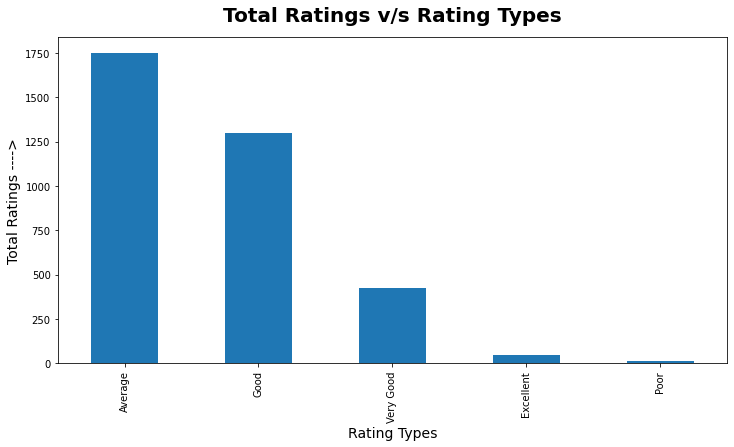 Total Ratings v/s Rating Types
Total Ratings ---->
1750
1500
1250
1000
750
500
250
0
Average
Good
Very Good
Excellent
Poor
Rating Types